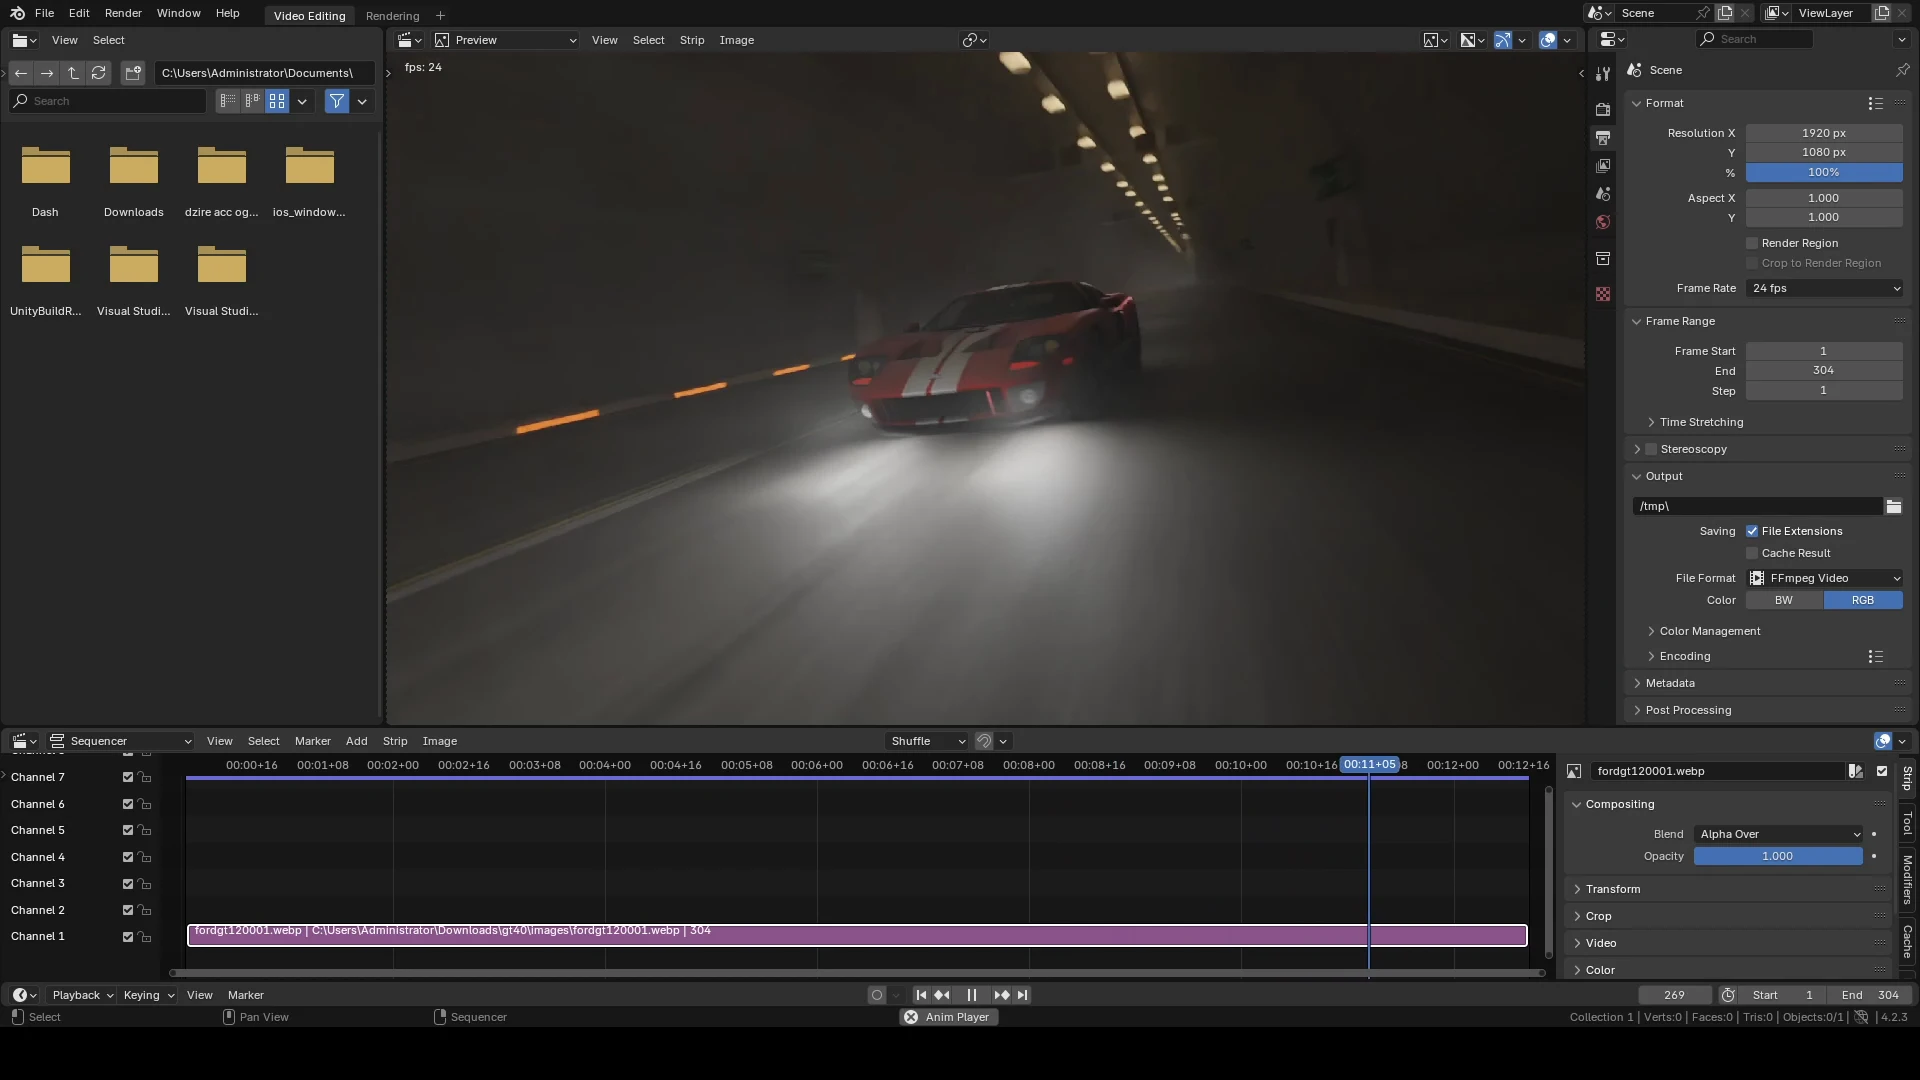 File Edit Render Window Help Video Editing Rendering + Scene ViewLayer
View Select Preview View Select Strip Image Search
C:\Users\Administrator\Documents\
Search
fps: 24
Dash Downloads dzire acc og... ios_window...
UnityBuildR... Visual Studi... Visual Studi...
Scene
Format
Resolution X 1920 px
Y 1080 px
% 100%
Aspect X 1.000
Y 1.000
Render Region
Crop to Render Region
Frame Rate 24 fps
Frame Range
Frame Start 1
End 304
Step 1
Time Stretching
Stereoscopy
Output
/tmp\
Saving File Extensions
Cache Result
File Format FFmpeg Video
Color BW RGB
Color Management
Encoding
Metadata
Post Processing
Sequencer View Select Marker Add Strip Image Shuffle
00:00+16 00:01+08 00:02+00 00:02+16 00:03+08 00:04+00 00:04+16 00:05+08 00:06+00 00:06+16 00:07+08 00:08+00 00:08+16 00:09+08 00:10+00 00:10+16 00:11+05 8 00:12+00 00:12+16
Channel 7
Channel 6
Channel 5
Channel 4
Channel 3
Channel 2
Channel 1
fordgt120001.webp | C:\Users\Administrator\Downloads\gt40\images\fordgt120001.webp | 304
fordgt120001.webp
Compositing
Blend Alpha Over
Opacity 1.000
Transform
Crop
Video
Color
Strip
Tool
Modifiers
Cache
Playback Keying View Marker 269 Start 1 End 304
Select Pan View Sequencer Anim Player Collection 1 | Verts:0 | Faces:0 | Tris:0 | Objects:0/1 | 4.2.3